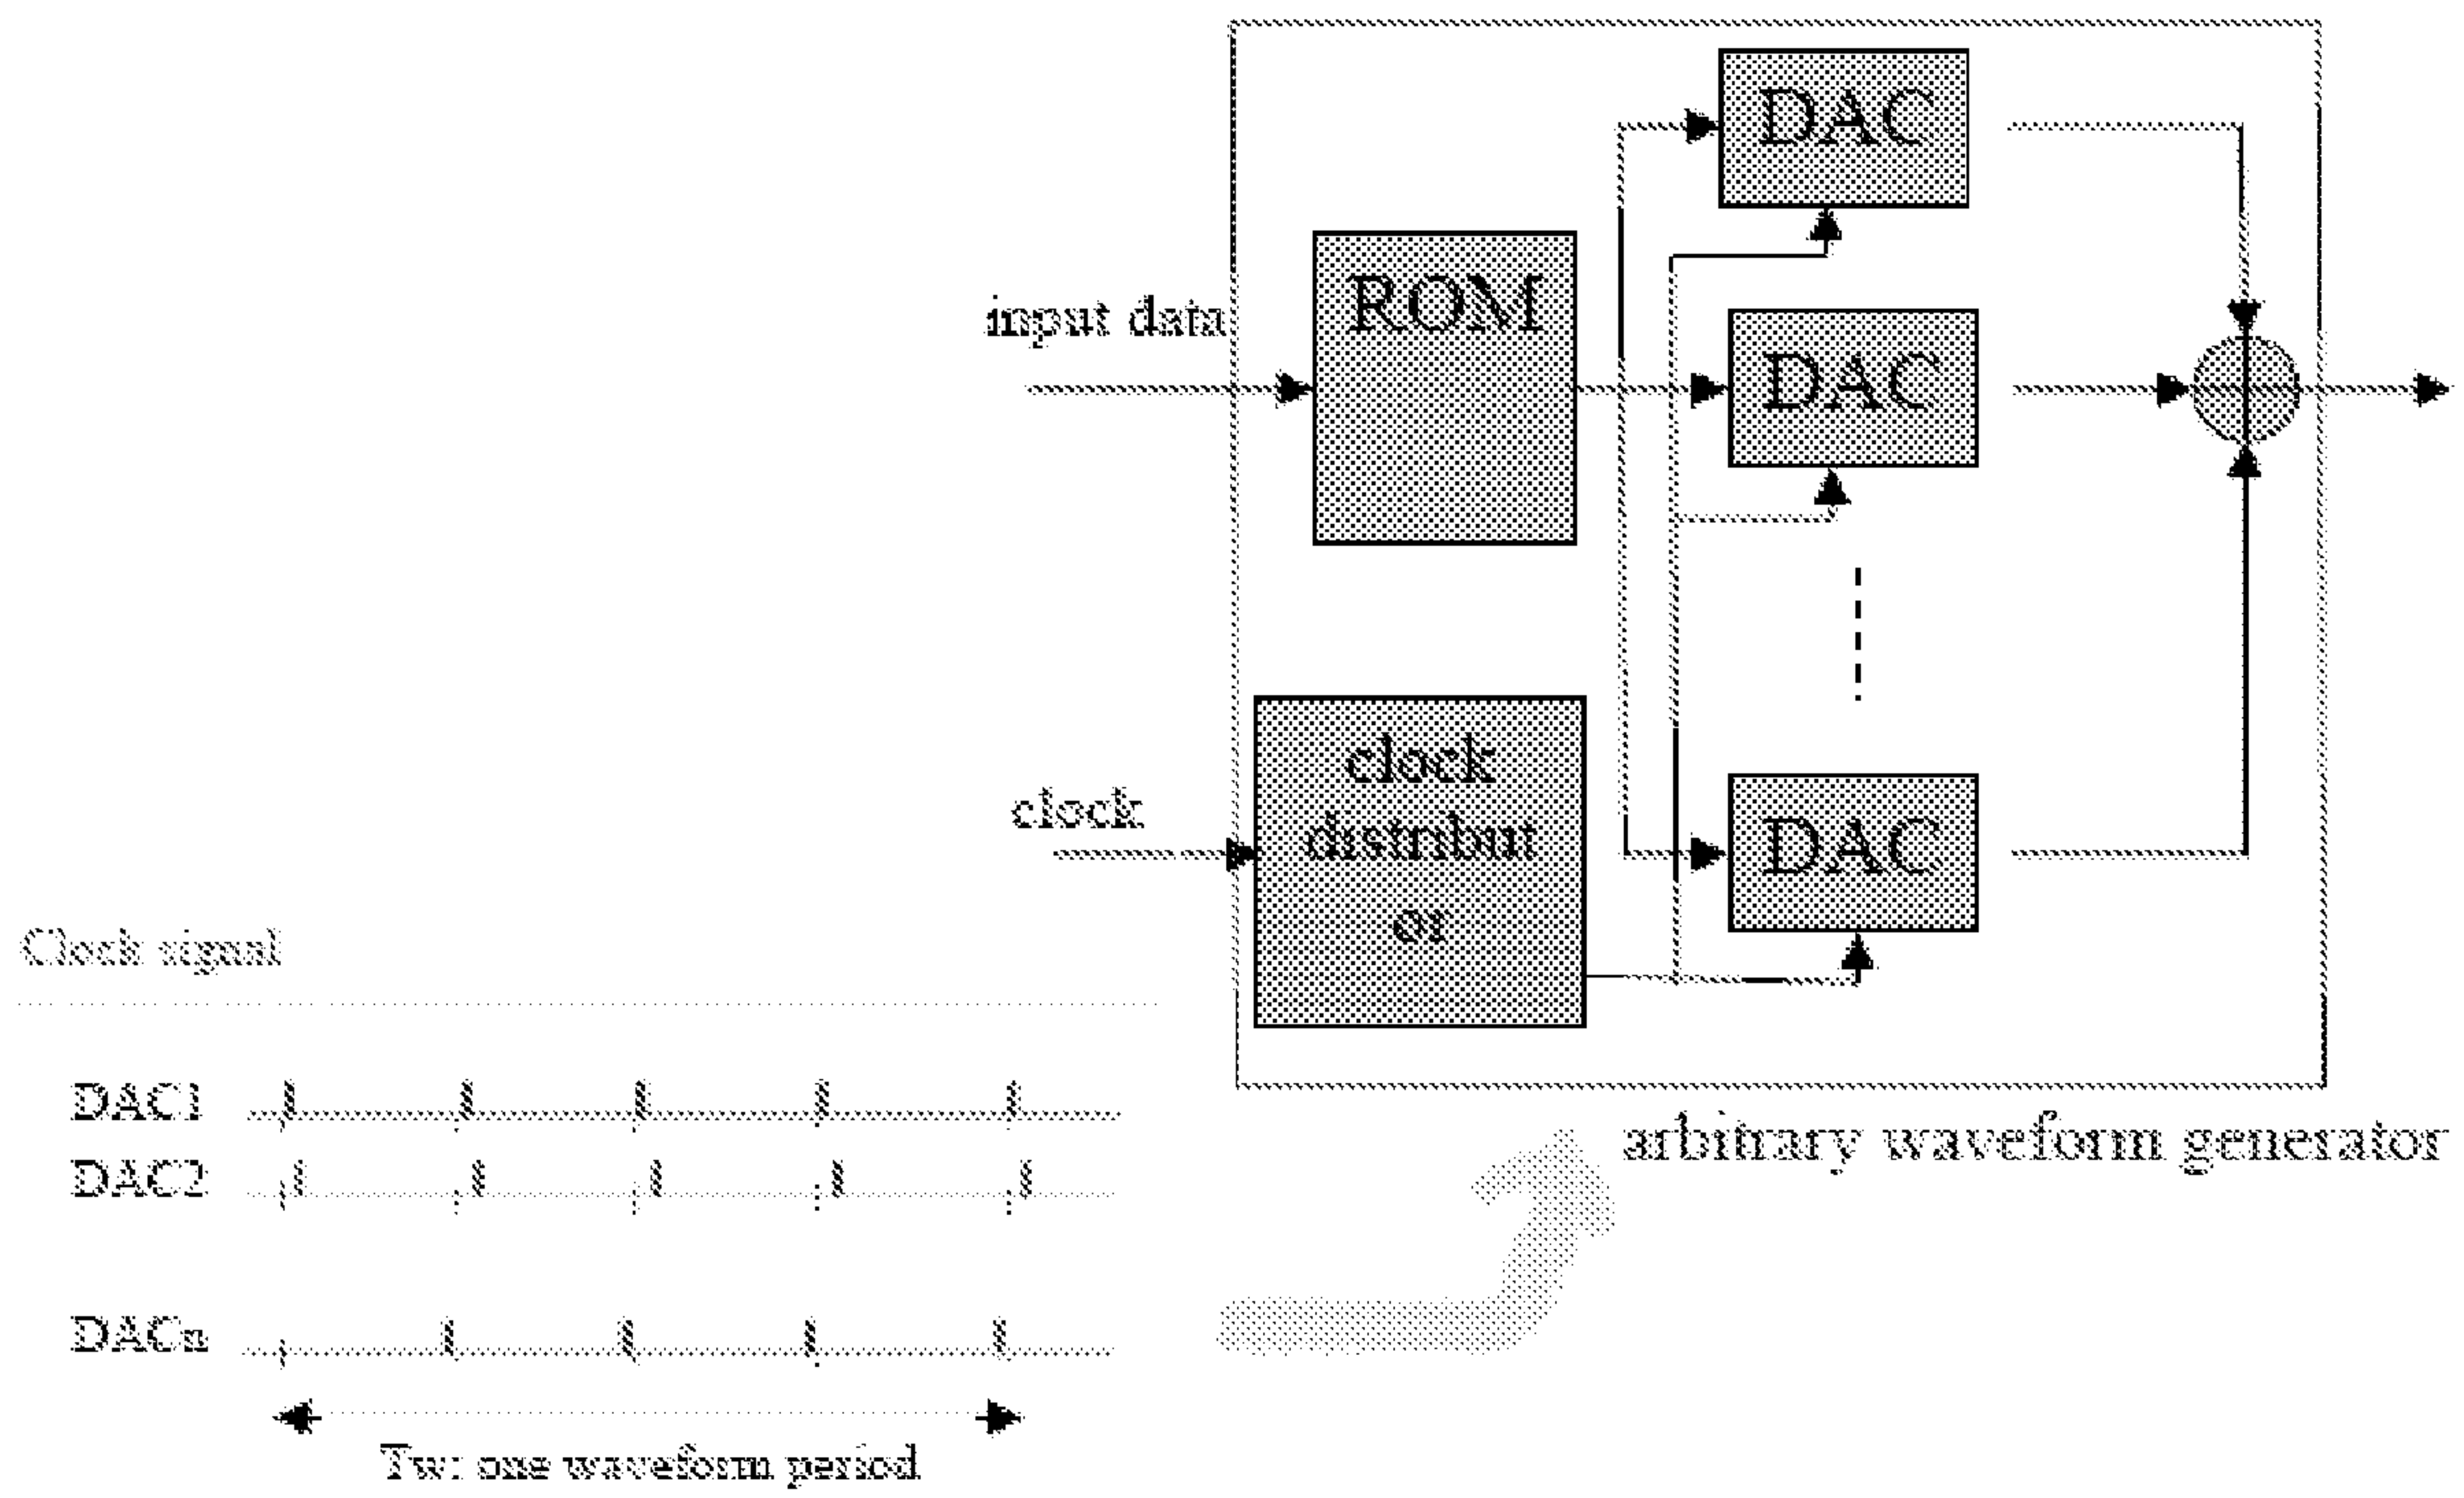 DAC
ROM
input data
DAC
clock
distribut
or
clock
DAC
Clock signal
arbitrary waveform generator
DAC1
DAC2
DACn
Tw: one waveform period